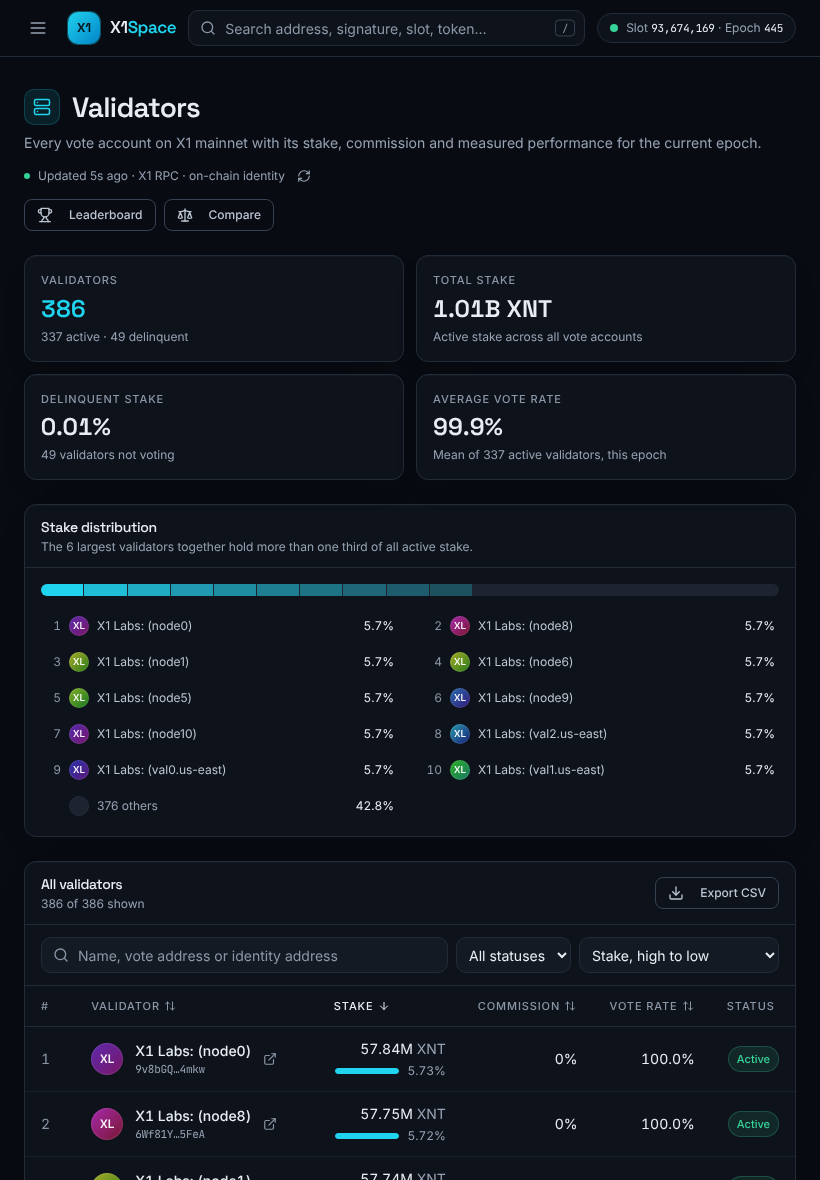 X1 X1Space Search address, signature, slot, token... / Slot 93,674,169 · Epoch 445
Validators
Every vote account on X1 mainnet with its stake, commission and measured performance for the current epoch.
Updated 5s ago · X1 RPC · on-chain identity
Leaderboard Compare
VALIDATORS
386
337 active · 49 delinquent
TOTAL STAKE
1.01B XNT
Active stake across all vote accounts
DELINQUENT STAKE
0.01%
49 validators not voting
AVERAGE VOTE RATE
99.9%
Mean of 337 active validators, this epoch
Stake distribution
The 6 largest validators together hold more than one third of all active stake.
1 XL X1 Labs: (node0) 5.7% 2 XL X1 Labs: (node8) 5.7%
3 XL X1 Labs: (node1) 5.7% 4 XL X1 Labs: (node6) 5.7%
5 XL X1 Labs: (node5) 5.7% 6 XL X1 Labs: (node9) 5.7%
7 XL X1 Labs: (node10) 5.7% 8 XL X1 Labs: (val2.us-east) 5.7%
9 XL X1 Labs: (val0.us-east) 5.7% 10 XL X1 Labs: (val1.us-east) 5.7%
376 others 42.8%
All validators
386 of 386 shown
Export CSV
Name, vote address or identity address All statuses Stake, high to low
# VALIDATOR STAKE COMMISSION VOTE RATE STATUS
1 XL X1 Labs: (node0) 57.84M XNT 0% 100.0% Active
9v8bGQ…4mkw 5.73%
2 XL X1 Labs: (node8) 57.75M XNT 0% 100.0% Active
6Wf81Y…5FeA 5.72%
X1 Labs: (node1) 57.74M XNT